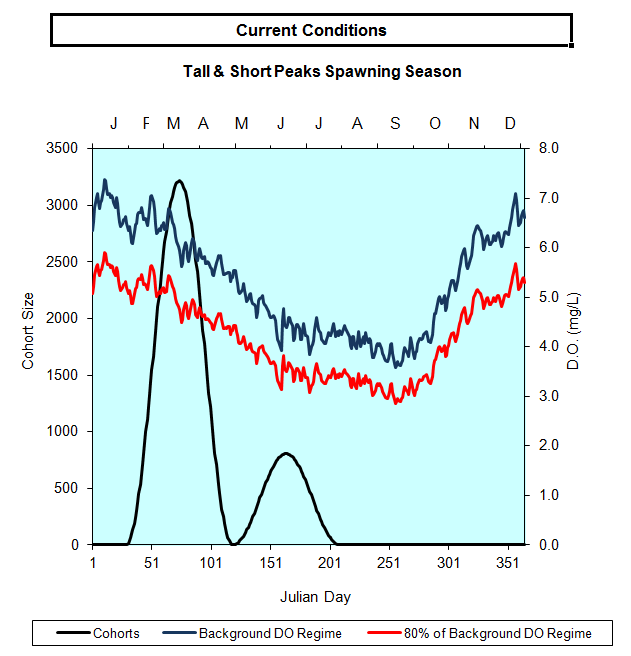 Current Conditions
Tall & Short Peaks Spawning Season
J F M A M J J A S O N D
3500 8.0
3000 7.0
2500 6.0
2000 5.0
1500 4.0
1000 3.0
500 2.0
0 1.0
0.0
Cohort Size
D.O. (mg/L)
1 51 101 151 201 251 301 351
Julian Day
Cohorts Background DO Regime 80% of Background DO Regime